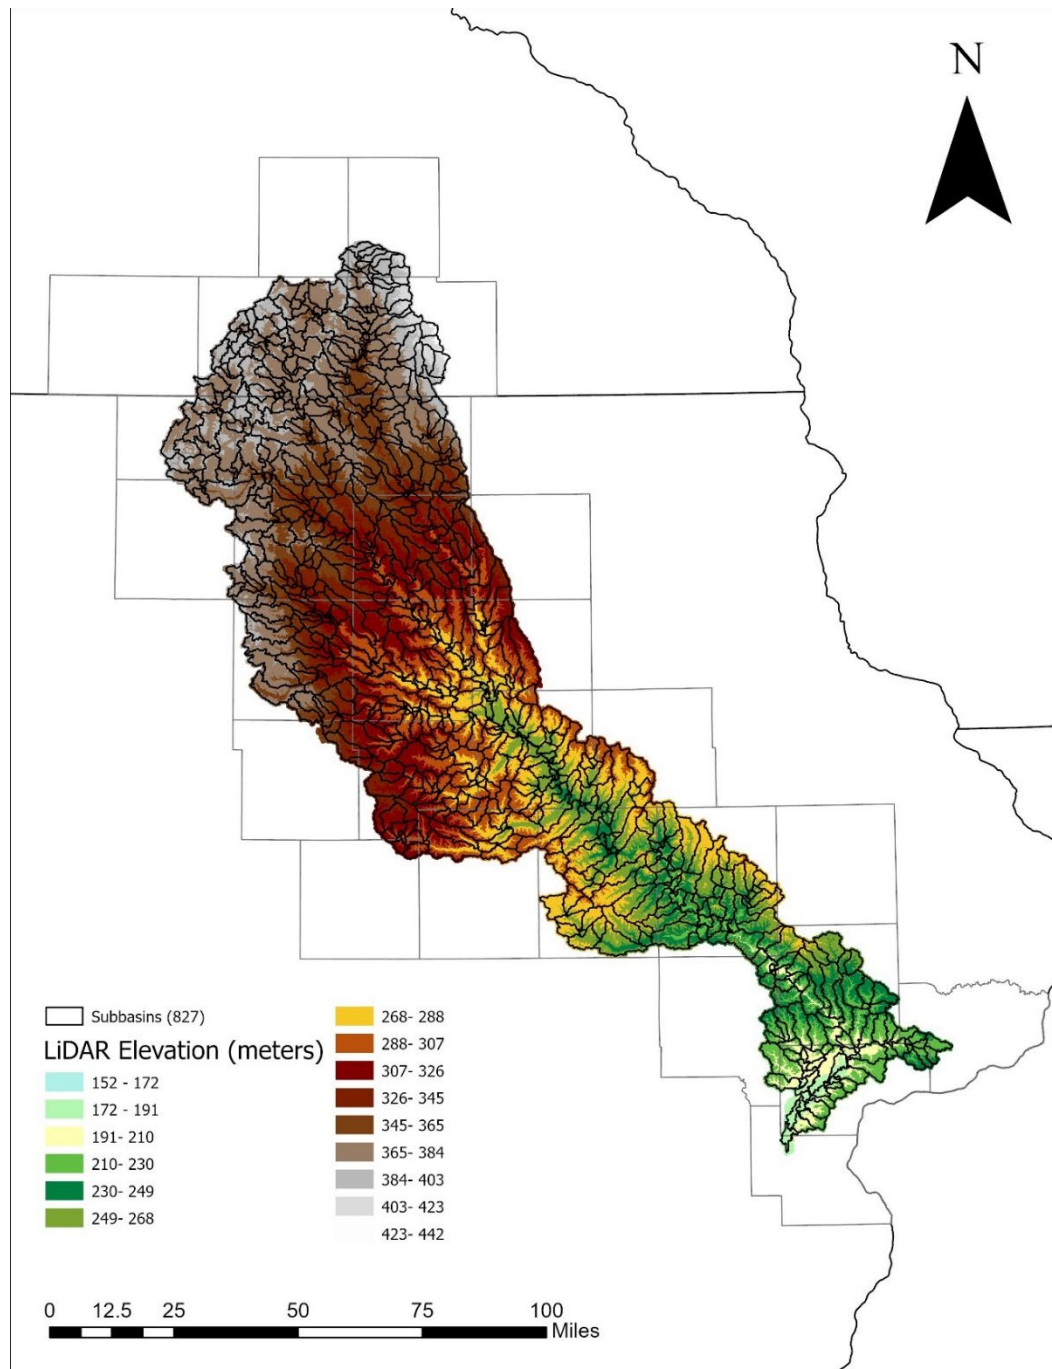 N
Subbasins (827)
LiDAR Elevation (meters)
152 - 172
172 - 191
191- 210
210- 230
230- 249
249- 268
268- 288
288- 307
307- 326
326- 345
345- 365
365- 384
384- 403
403- 423
423- 442
0 12.5 25 50 75 100
Miles